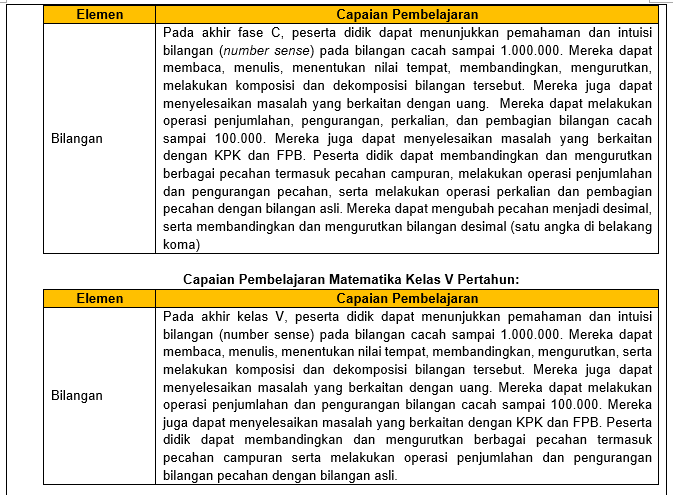 Elemen Capaian Pembelajaran
Pada akhir fase C, peserta didik dapat menunjukkan pemahaman dan intuisi
bilangan (number sense) pada bilangan cacah sampai 1.000.000. Mereka dapat
membaca, menulis, menentukan nilai tempat, membandingkan, mengurutkan,
melakukan komposisi dan dekomposisi bilangan tersebut. Mereka juga dapat
menyelesaikan masalah yang berkaitan dengan uang.  Mereka dapat melakukan
operasi penjumlahan, pengurangan, perkalian, dan pembagian bilangan cacah
Bilangan sampai 100.000. Mereka juga dapat menyelesaikan masalah yang berkaitan
dengan KPK dan FPB. Peserta didik dapat membandingkan dan mengurutkan
berbagai pecahan termasuk pecahan campuran, melakukan operasi penjumlahan
dan pengurangan pecahan, serta melakukan operasi perkalian dan pembagian
pecahan dengan bilangan asli. Mereka dapat mengubah pecahan menjadi desimal,
serta membandingkan dan mengurutkan bilangan desimal (satu angka di belakang
koma)
Capaian Pembelajaran Matematika Kelas V Pertahun:
Elemen Capaian Pembelajaran
Pada akhir kelas V, peserta didik dapat menunjukkan pemahaman dan intuisi
bilangan (number sense) pada bilangan cacah sampai 1.000.000. Mereka dapat
membaca, menulis, menentukan nilai tempat, membandingkan, mengurutkan, serta
melakukan komposisi dan dekomposisi bilangan tersebut. Mereka juga dapat
menyelesaikan masalah yang berkaitan dengan uang. Mereka dapat melakukan
Bilangan operasi penjumlahan dan pengurangan bilangan cacah sampai 100.000. Mereka
juga dapat menyelesaikan masalah yang berkaitan dengan KPK dan FPB. Peserta
didik dapat membandingkan dan mengurutkan berbagai pecahan termasuk
pecahan campuran serta melakukan operasi penjumlahan dan pengurangan
bilangan pecahan dengan bilangan asli.